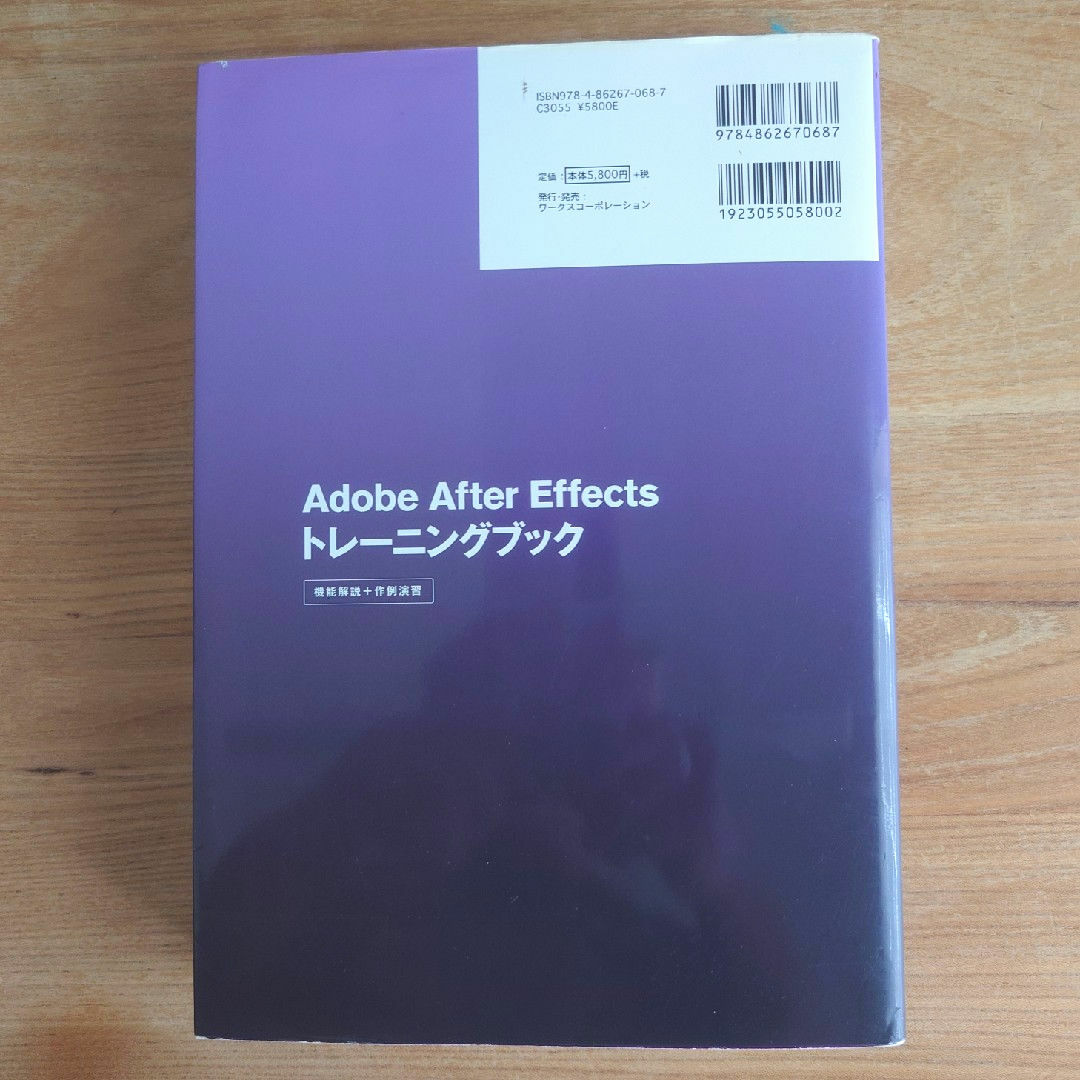 ISBN978-4-86267-068-7
C3055 ¥5800E
9784862670687
定価：本体5,800円 +税
発行・発売：
ワークスコーポレーション
1923055058002
Adobe After Effects
トレーニングブック
機能解説＋作例演習